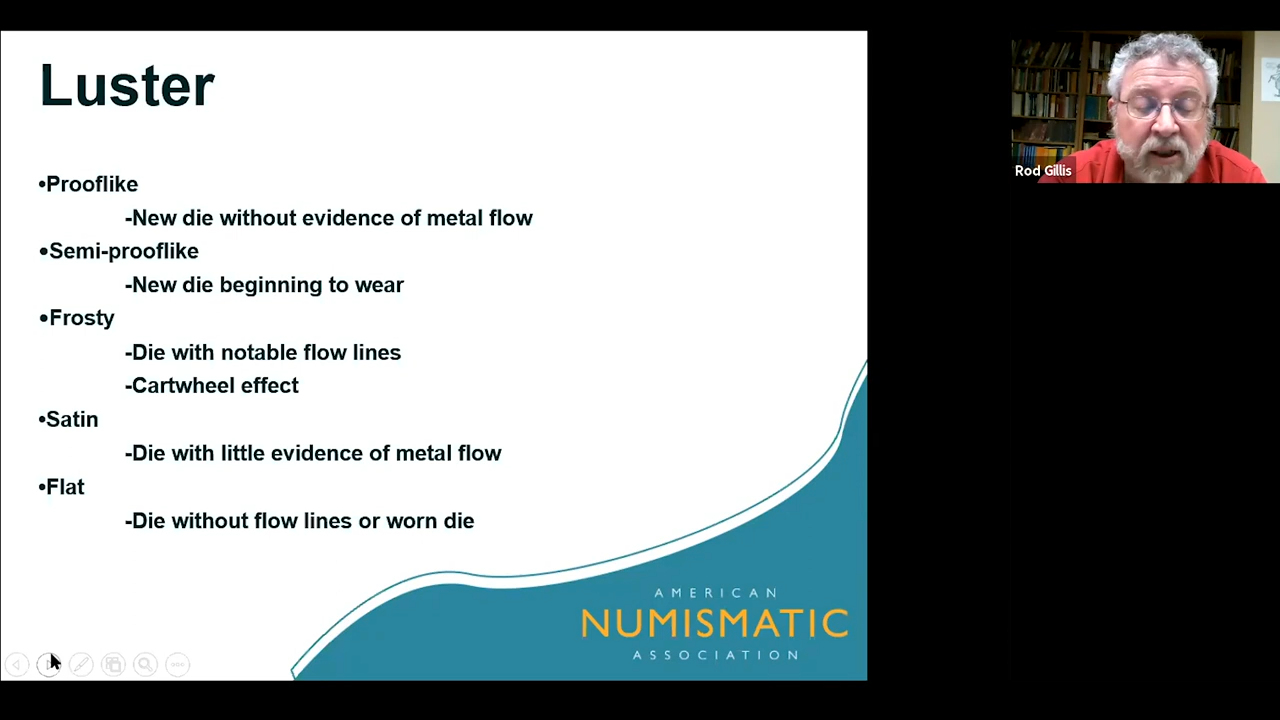 Luster
•Prooflike
-New die without evidence of metal flow
•Semi-prooflike
-New die beginning to wear
•Frosty
-Die with notable flow lines
-Cartwheel effect
•Satin
-Die with little evidence of metal flow
•Flat
-Die without flow lines or worn die
AMERICAN
NUMISMATIC
ASSOCIATION
Rod Gillis